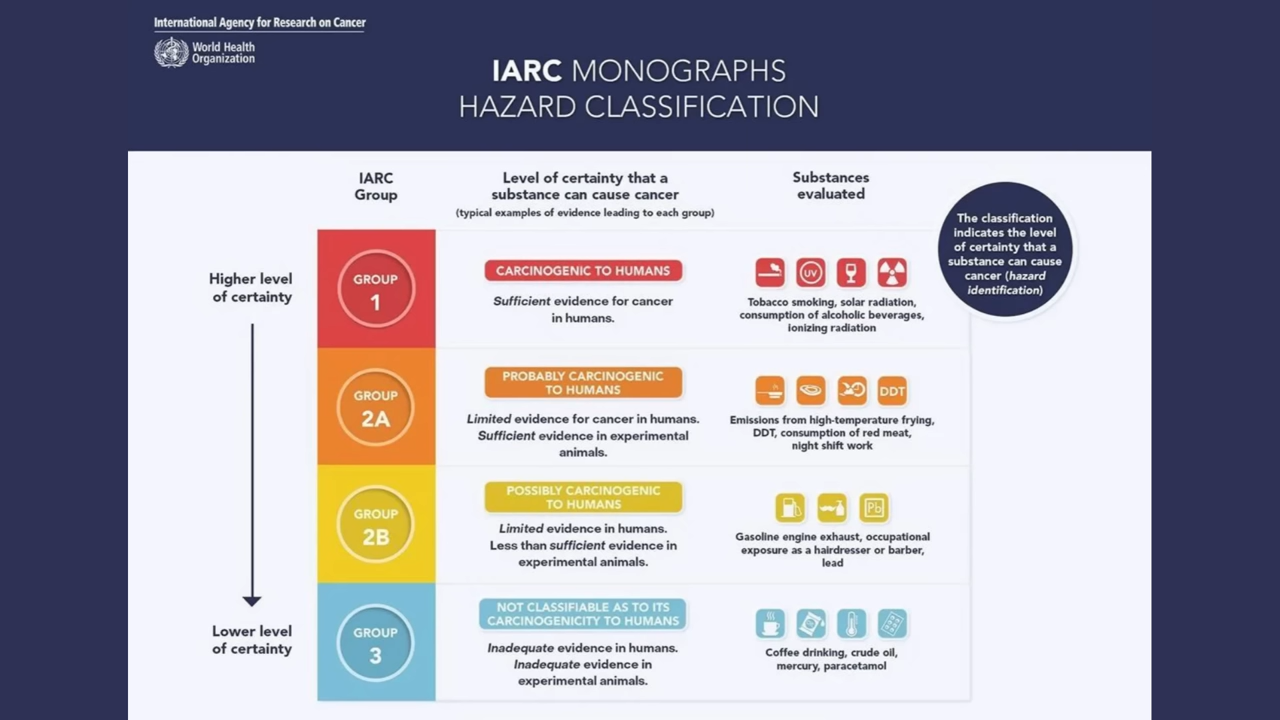 International Agency for Research on Cancer
World Health
Organization
IARC MONOGRAPHS
HAZARD CLASSIFICATION
IARC
Group
Level of certainty that a
substance can cause cancer
(typical examples of evidence leading to each group)
Substances
evaluated
The classification
indicates the level
of certainty that a
substance can cause
cancer (hazard
identification)
Higher level
of certainty
GROUP
1
CARCINOGENIC TO HUMANS
Sufficient evidence for cancer
in humans.
UV
Tobacco smoking, solar radiation,
consumption of alcoholic beverages,
ionizing radiation
GROUP
2A
PROBABLY CARCINOGENIC
TO HUMANS
Limited evidence for cancer in humans.
Sufficient evidence in experimental
animals.
DDT
Emissions from high-temperature frying,
DDT, consumption of red meat,
night shift work
GROUP
2B
POSSIBLY CARCINOGENIC
TO HUMANS
Limited evidence in humans.
Less than sufficient evidence in
experimental animals.
Pb
Gasoline engine exhaust, occupational
exposure as a hairdresser or barber,
lead
Lower level
of certainty
GROUP
3
NOT CLASSIFIABLE AS TO ITS
CARCINOGENICITY TO HUMANS
Inadequate evidence in humans.
Inadequate evidence in
experimental animals.
Coffee drinking, crude oil,
mercury, paracetamol